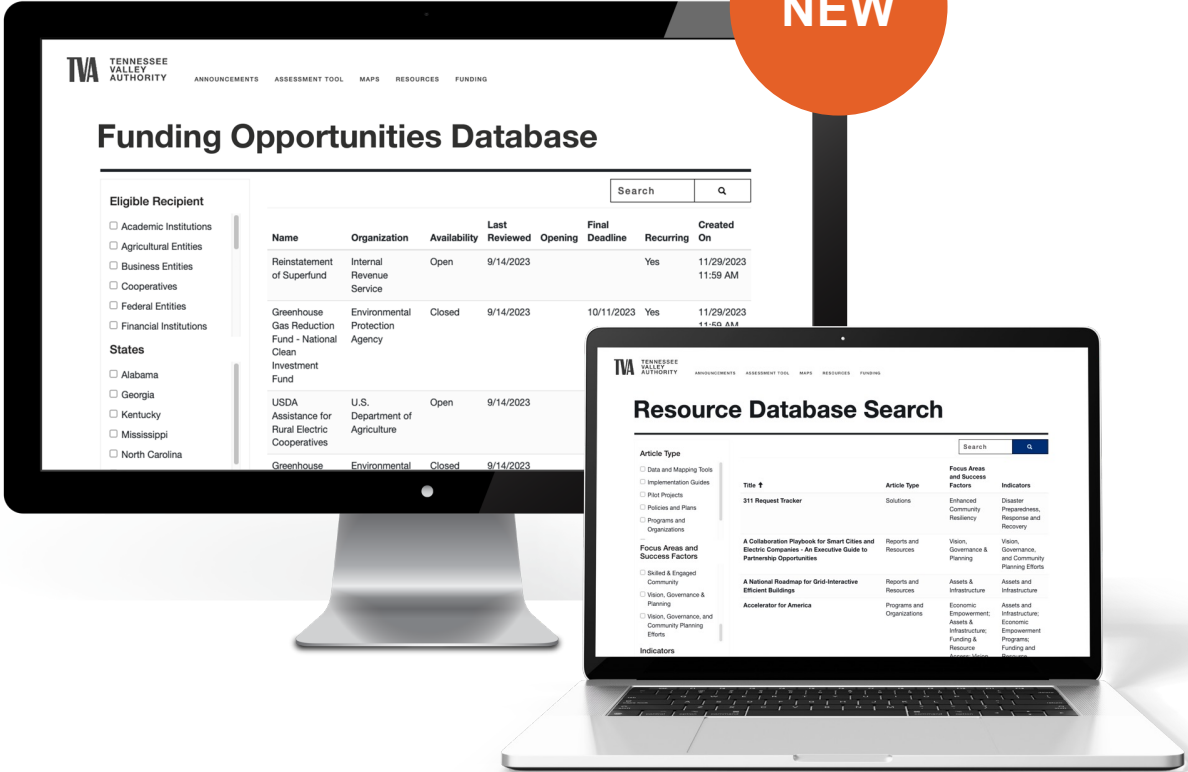 NEW
TVA TENNESSEE
VALLEY
AUTHORITY
ANNOUNCEMENTS ASSESSMENT TOOL MAPS RESOURCES FUNDING
Funding Opportunities Database
Search
Eligible Recipient
Academic Institutions
Agricultural Entities
Business Entities
Cooperatives
Federal Entities
Financial Institutions
States
Alabama
Georgia
Kentucky
Mississippi
North Carolina
Name Organization Availability Last Reviewed Opening Final Deadline Recurring Created On
Reinstatement Internal Open 9/14/2023 Yes 11/29/2023
of Superfund Revenue 11:59 AM
Service
Greenhouse Environmental Closed 9/14/2023 10/11/2023 Yes 11/29/2023
Gas Reduction Protection 11:59 AM
Fund - National Agency
Clean
Investment
Fund
USDA U.S. Open 9/14/2023
Assistance for Department of
Rural Electric Agriculture
Cooperatives
Greenhouse Environmental Closed 9/14/2023
TVA TENNESSEE
VALLEY
AUTHORITY
ANNOUNCEMENTS ASSESSMENT TOOL MAPS RESOURCES FUNDING
Resource Database Search
Search
Article Type
Data and Mapping Tools
Implementation Guides
Pilot Projects
Policies and Plans
Programs and
Organizations
Focus Areas and
Success Factors
Skilled & Engaged
Community
Vision, Governance &
Planning
Vision, Governance, and
Community Planning
Efforts
Indicators
Title Article Type Focus Areas and Success Factors Indicators
311 Request Tracker Solutions Enhanced Disaster
Community Preparedness,
Resiliency Response and
Recovery
A Collaboration Playbook for Smart Cities and Reports and Vision, Vision,
Electric Companies - An Executive Guide to Resources Governance & Governance,
Partnership Opportunities Planning and Community
Planning Efforts
A National Roadmap for Grid-Interactive Reports and Assets & Assets and
Efficient Buildings Resources Infrastructure Infrastructure
Accelerator for America Programs and Economic Assets and
Organizations Empowerment; Infrastructure;
Assets & Economic
Infrastructure; Empowerment
Funding & Programs;
Resource Funding and
Access; Vision Resource